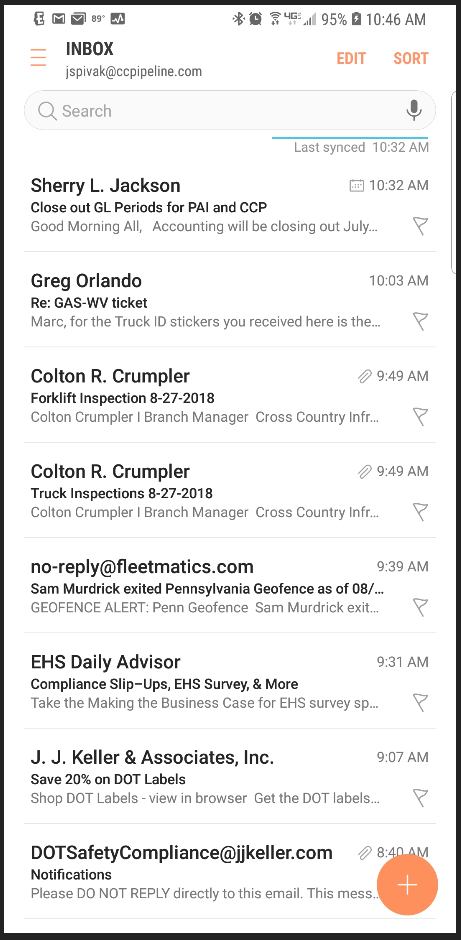 89° 4G 95% 10:46 AM
INBOX
jspivak@ccpipeline.com
EDIT SORT
Search
Last synced 10:32 AM
Sherry L. Jackson 10:32 AM
Close out GL Periods for PAI and CCP
Good Morning All, Accounting will be closing out July...
Greg Orlando 10:03 AM
Re: GAS-WV ticket
Marc, for the Truck ID stickers you received here is the...
Colton R. Crumpler 9:49 AM
Forklift Inspection 8-27-2018
Colton Crumpler I Branch Manager Cross Country Infr...
Colton R. Crumpler 9:49 AM
Truck Inspections 8-27-2018
Colton Crumpler I Branch Manager Cross Country Infr...
no-reply@fleetmatics.com 9:39 AM
Sam Murdrick exited Pennsylvania Geofence as of 08/...
GEOFENCE ALERT: Penn Geofence Sam Murdrick exit...
EHS Daily Advisor 9:31 AM
Compliance Slip–Ups, EHS Survey, & More
Take the Making the Business Case for EHS survey sp...
J. J. Keller & Associates, Inc. 9:07 AM
Save 20% on DOT Labels
Shop DOT Labels - view in browser Get the DOT labels...
DOTSafetyCompliance@jjkeller.com 8:40 AM
Notifications
Please DO NOT REPLY directly to this email. This mess...